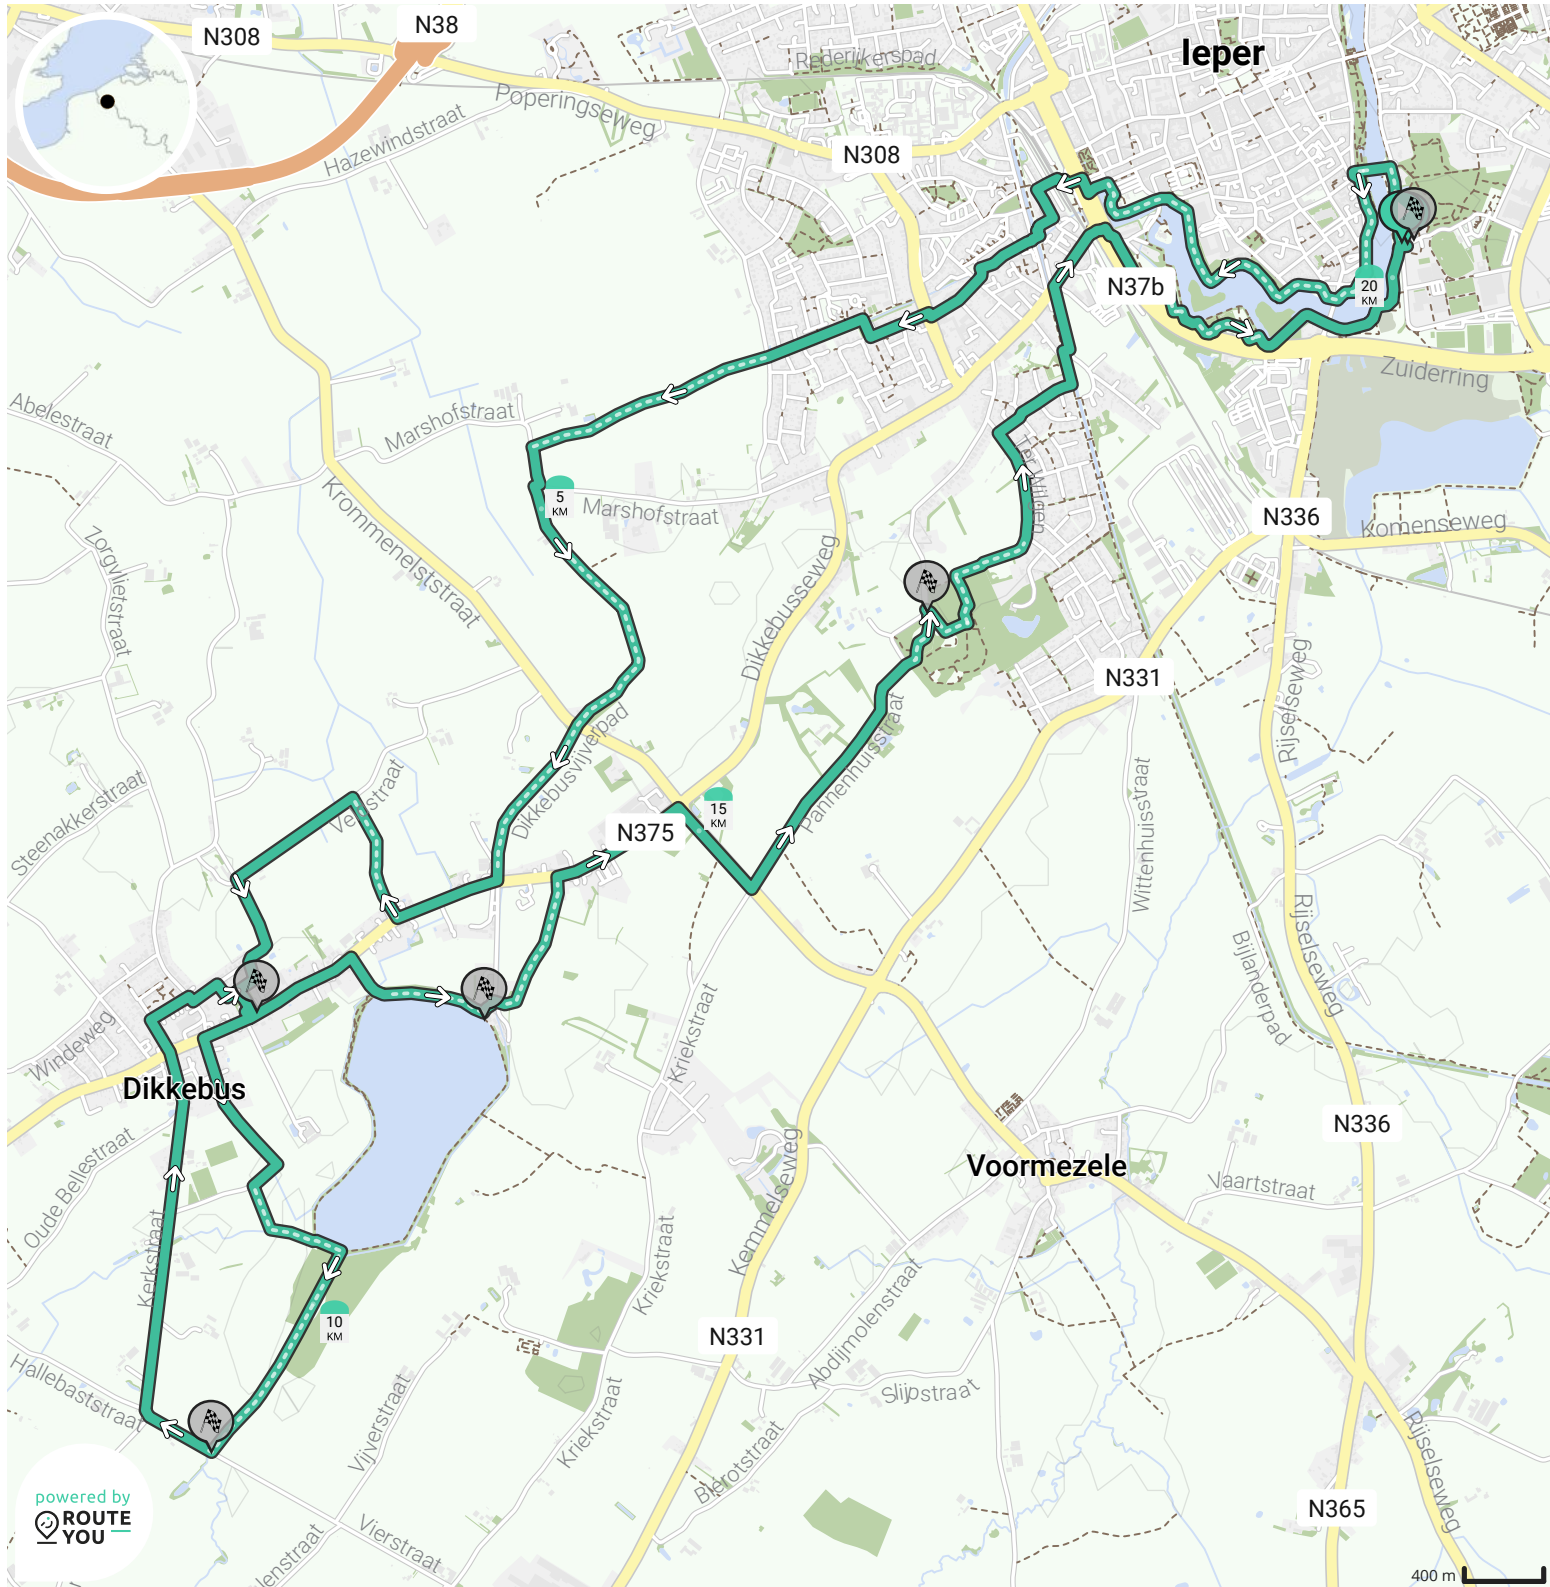 N308
N38
Ieper
Rederijkerspad
Poperingseweg
Hazewindstraat
N308
N37b
20
KM
Zuiderring
Abelestraat
Marshofstraat
Krommenelststraat
5
KM
Marshofstraat
Ter Wilgen
N336
Komenseweg
Zorgvlietstraat
Dikkebusseweg
N331
Rijselseweg
Dikkebusvijverpad
Pannenhuisstraat
Steenakkerstraat
Wittenhuisstraat
15
KM
N375
Rijselseweg
Bijlanderpad
Windeweg
Kriekstraat
Dikkebus
N336
Oude Bellestraat
Voormezele
Vaartstraat
Kerkstraat
Kemmelseweg
Kriekstraat
10
KM
N331
Abdijmolenstraat
Slijpstraat
Hallebaststraat
Vijverstraat
Kriekstraat
Bierotstraat
Rijselseweg
powered by
ROUTE
YOU
N365
Vierstraat
400 m